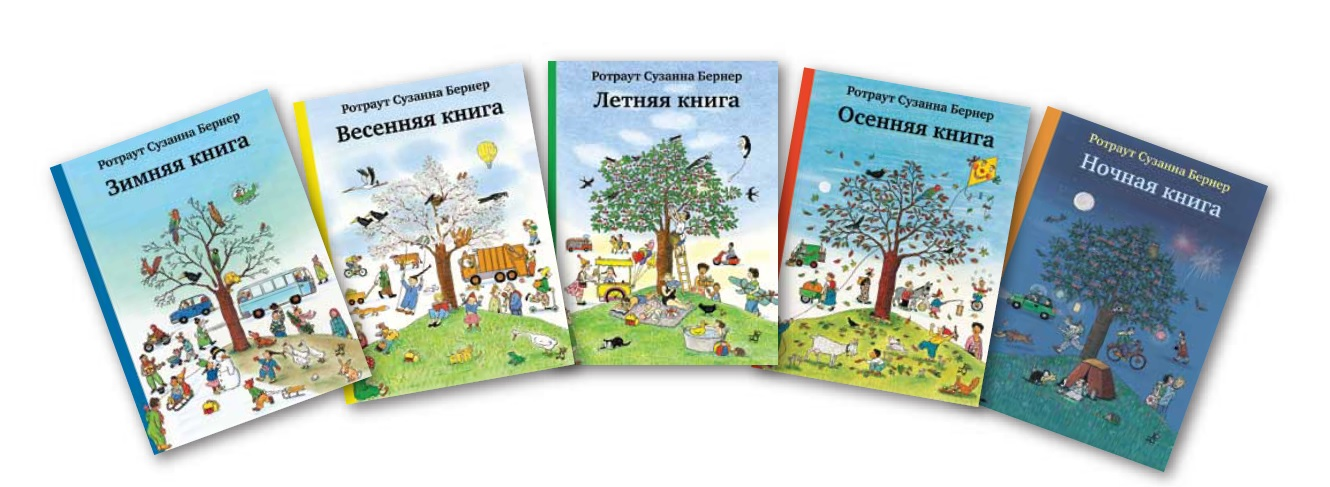 Ротраут Сузанна Бернер
Зимняя книга
Ротраут Сузанна Бернер
Весенняя книга
Ротраут Сузанна Бернер
Летняя книга
Ротраут Сузанна Бернер
Осенняя книга
Ротраут Сузанна Бернер
Ночная книга